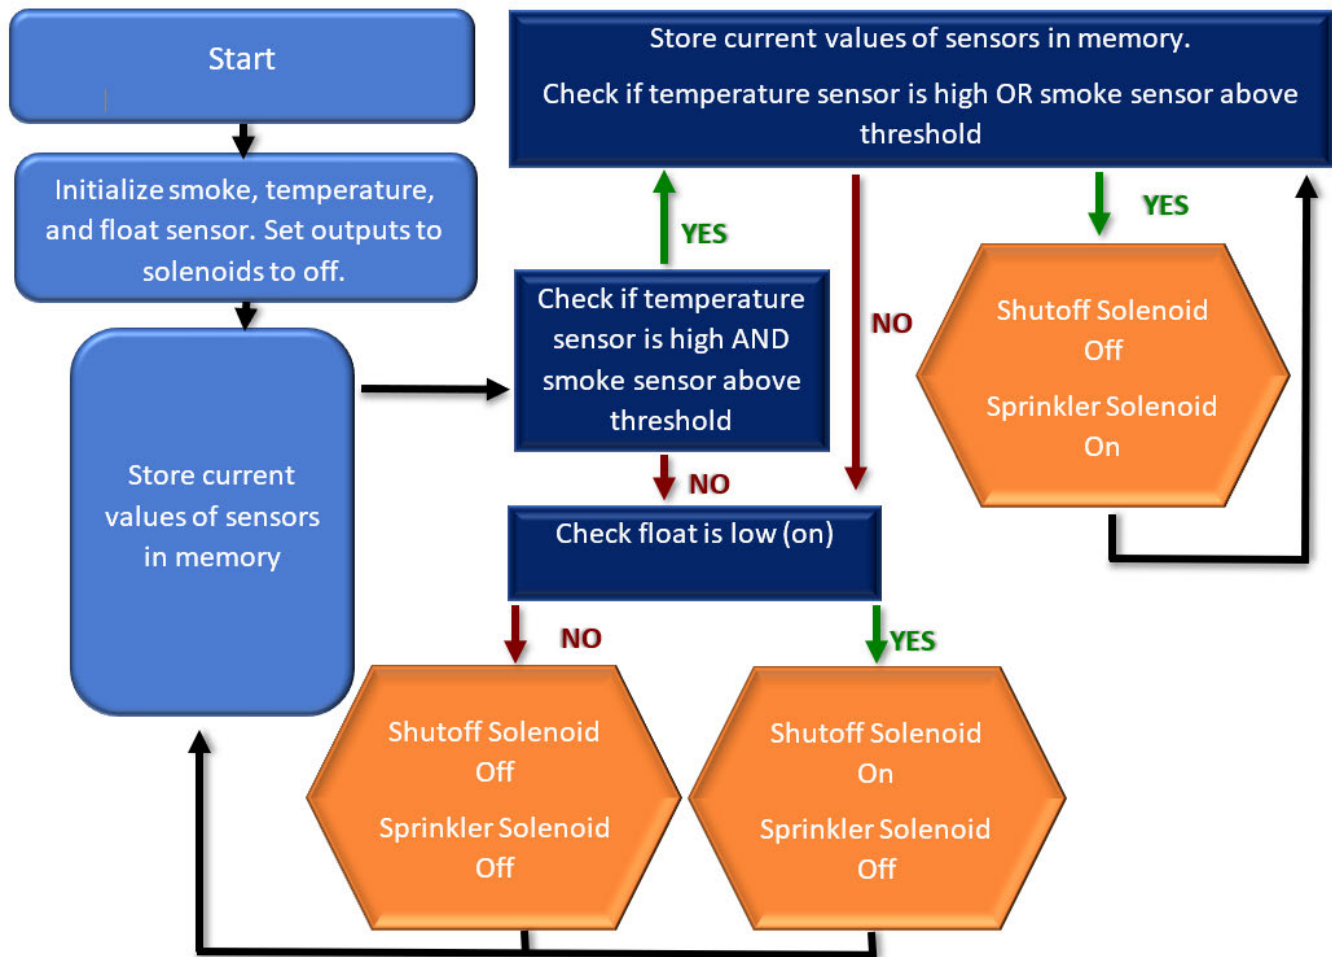 Start
Initialize smoke, temperature,
and float sensor. Set outputs to
solenoids to off.
Store current
values of sensors
in memory
Check if temperature
sensor is high AND
smoke sensor above
threshold
YES
NO
Store current values of sensors in memory.
Check if temperature sensor is high OR smoke sensor above
threshold
NO
YES
Shutoff Solenoid
Off
Sprinkler Solenoid
On
Check float is low (on)
NO
YES
Shutoff Solenoid
Off
Sprinkler Solenoid
Off
Shutoff Solenoid
On
Sprinkler Solenoid
Off